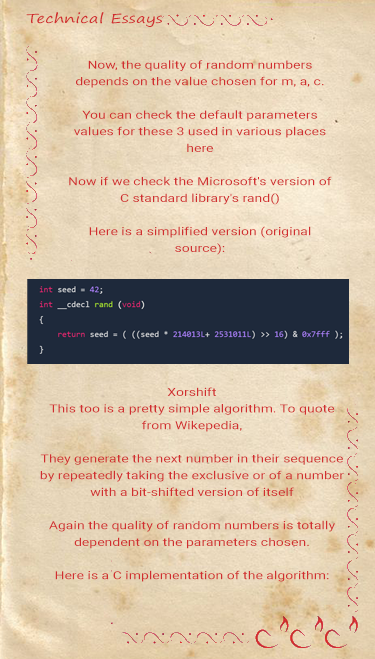 Technical Essays
Now, the quality of random numbers
depends on the value chosen for m, a, c.
You can check the default parameters
values for these 3 used in various places
here
Now if we check the Microsoft's version of
C standard library's rand()
Here is a simplified version (original
source):
int seed = 42;
int __cdecl rand (void)
{
return seed = ( ((seed * 214013L+ 2531011L) >> 16) & 0x7fff );
}
Xorshift
This too is a pretty simple algorithm. To quote
from Wikepedia,
They generate the next number in their sequence
by repeatedly taking the exclusive or of a number
with a bit-shifted version of itself
Again the quality of random numbers is totally
dependent on the parameters chosen.
Here is a C implementation of the algorithm: